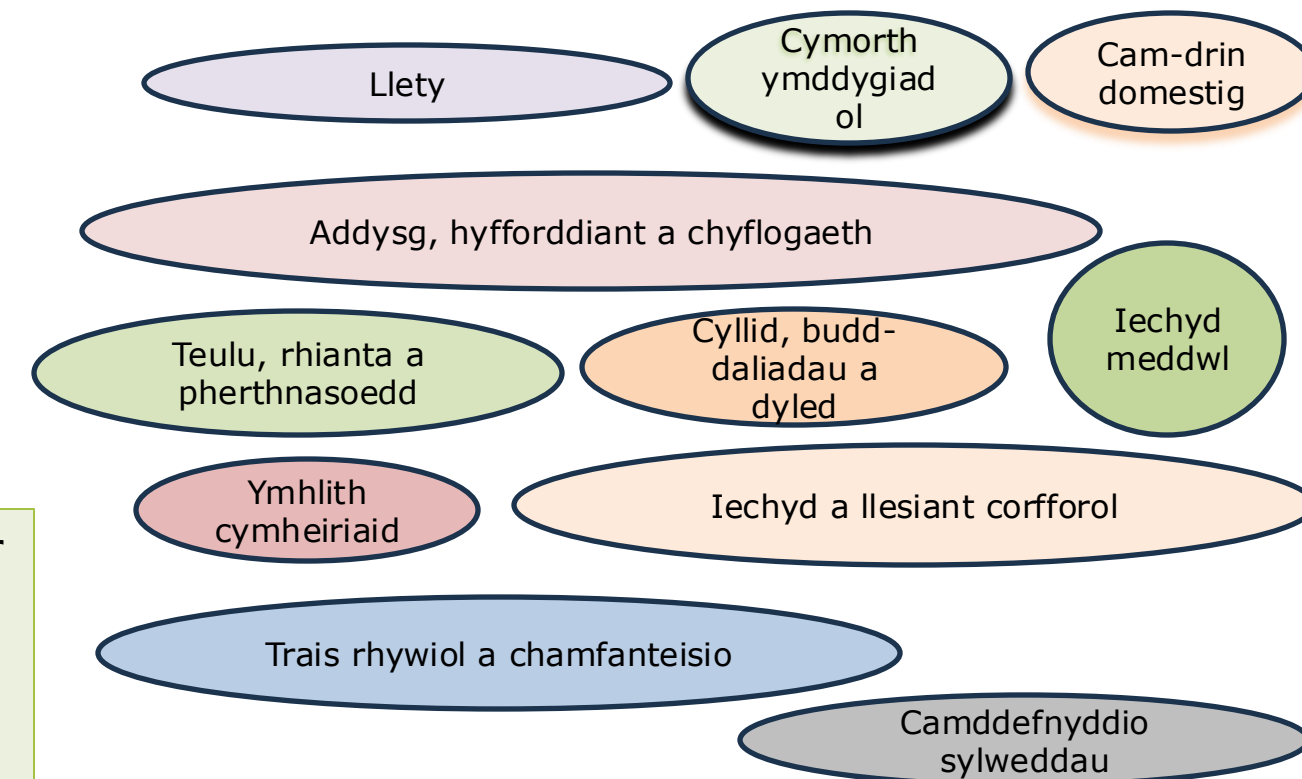 Llety
Cymorth
ymddygiad
ol
Cam-drin
domestig
Addysg, hyfforddiant a chyflogaeth
Iechyd
meddwl
Teulu, rhianta a
pherthnasoedd
Cyllid, budd-
daliadau a
dyled
Ymhlith
cymheiriaid
Iechyd a llesiant corfforol
Trais rhywiol a chamfanteisio
Camddefnyddio
sylweddau